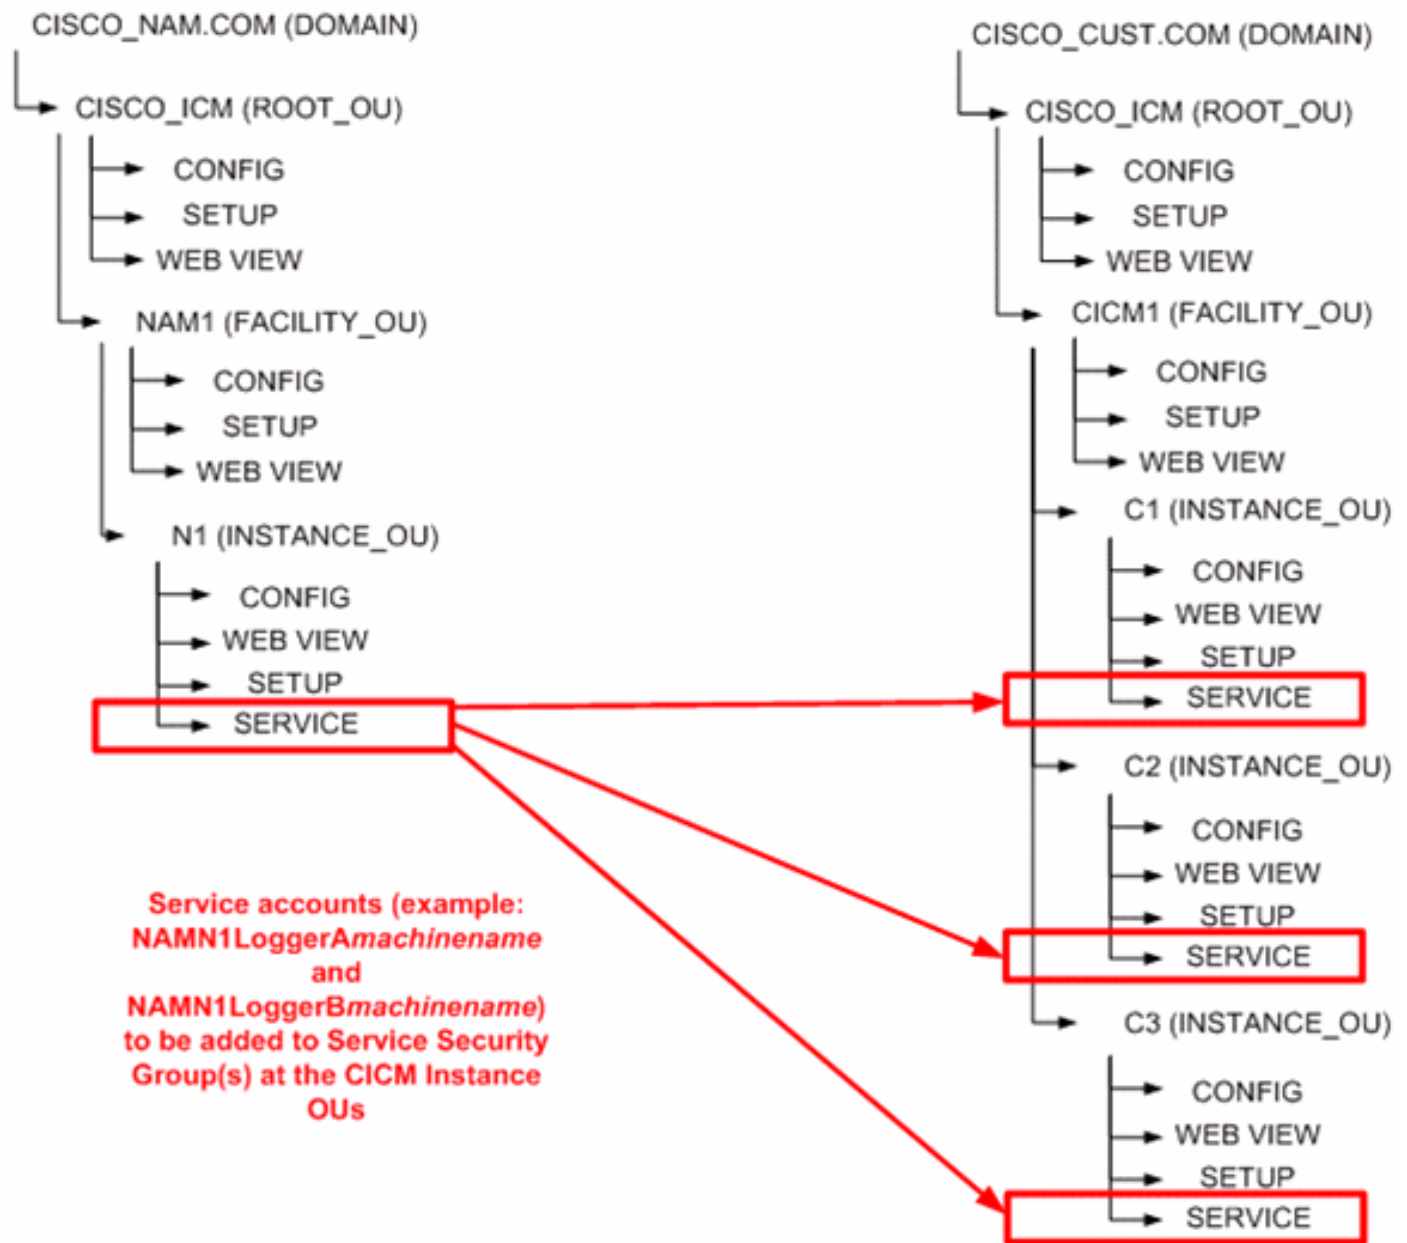 CISCO_NAM.COM (DOMAIN)
CISCO_ICM (ROOT_OU)
CONFIG
SETUP
WEB VIEW
NAM1 (FACILITY_OU)
CONFIG
SETUP
WEB VIEW
N1 (INSTANCE_OU)
CONFIG
WEB VIEW
SETUP
SERVICE
Service accounts (example:
NAMN1LoggerAmachinename
and
NAMN1LoggerBmachinename)
to be added to Service Security
Group(s) at the CICM Instance
OUs
CISCO_CUST.COM (DOMAIN)
CISCO_ICM (ROOT_OU)
CONFIG
SETUP
WEB VIEW
CICM1 (FACILITY_OU)
CONFIG
SETUP
WEB VIEW
C1 (INSTANCE_OU)
CONFIG
WEB VIEW
SETUP
SERVICE
C2 (INSTANCE_OU)
CONFIG
WEB VIEW
SETUP
SERVICE
C3 (INSTANCE_OU)
CONFIG
WEB VIEW
SETUP
SERVICE